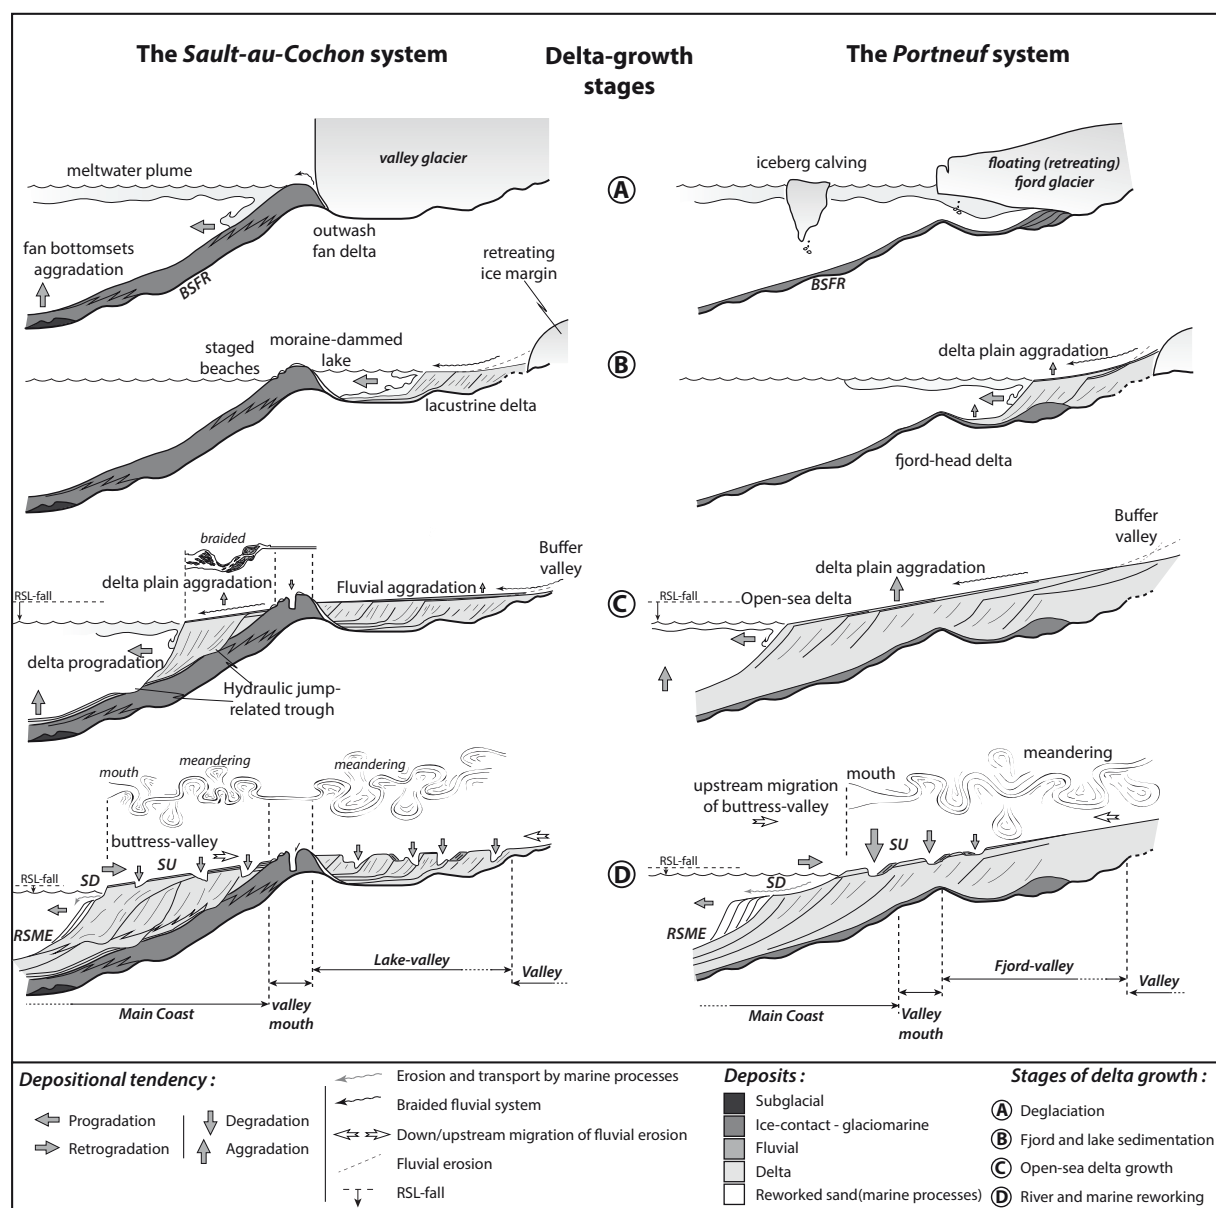 The Sault-au-Cochon system
Delta-growth
stages
The Portneuf system
meltwater plume
valley glacier
outwash
fan delta
fan bottomsets
aggradation
BSFR
retreating
ice margin
A
iceberg calving
floating (retreating)
fjord glacier
BSFR
staged
beaches
moraine-dammed
lake
lacustrine delta
B
delta plain aggradation
fjord-head delta
braided
delta plain aggradation
Fluvial aggradation
Buffer
valley
RSL-fall
delta progradation
Hydraulic jump-
related trough
C
Buffer
valley
delta plain aggradation
RSL-fall
Open-sea delta
mouth
meandering
meandering
buttress-valley
SU
RSL-fall
SD
RSME
Lake-valley
Valley
Main Coast
valley
mouth
D
meandering
mouth
upstream migration
of buttress-valley
SU
RSL-fall
SD
RSME
Fjord-valley
Valley
Main Coast
Valley
mouth
Depositional tendency :
Progradation
Retrogradation
Degradation
Aggradation
Erosion and transport by marine processes
Braided fluvial system
Down/upstream migration of fluvial erosion
Fluvial erosion
RSL-fall
Deposits :
Subglacial
Ice-contact - glaciomarine
Fluvial
Delta
Reworked sand(marine processes)
Stages of delta growth :
A Deglaciation
B Fjord and lake sedimentation
C Open-sea delta growth
D River and marine reworking